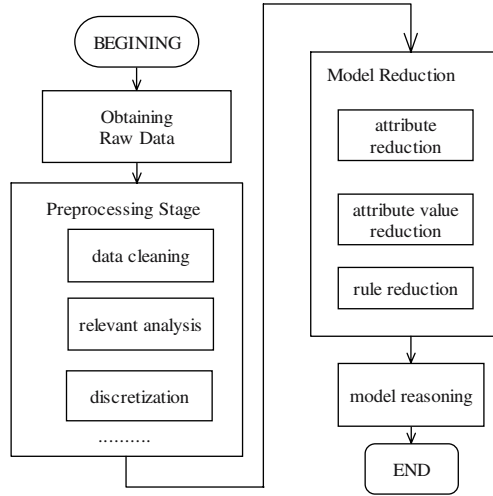 BEGINING
Obtaining
Raw Data
Preprocessing Stage
data cleaning
relevant analysis
discretization
..........
Model Reduction
attribute
reduction
attribute value
reduction
rule reduction
model reasoning
END